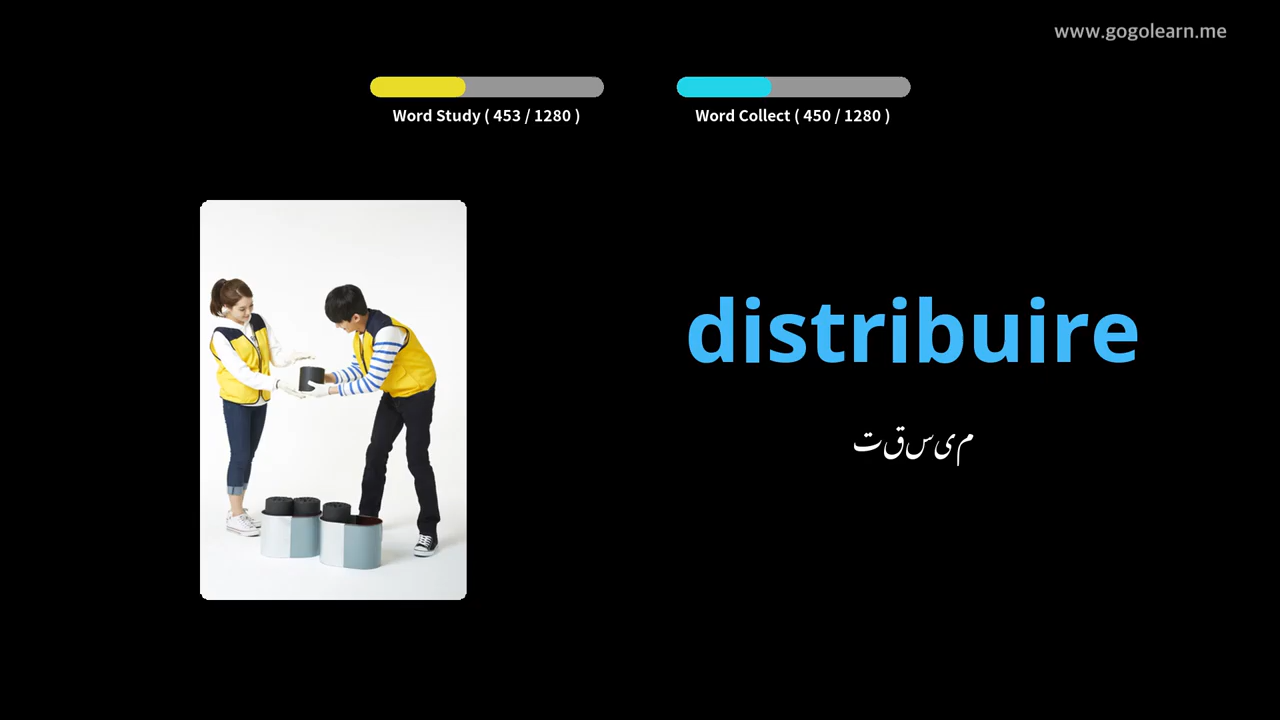 www.gogolearn.me
Word Study ( 453 / 1280 )
Word Collect ( 450 / 1280 )
distribuire
تقسیم